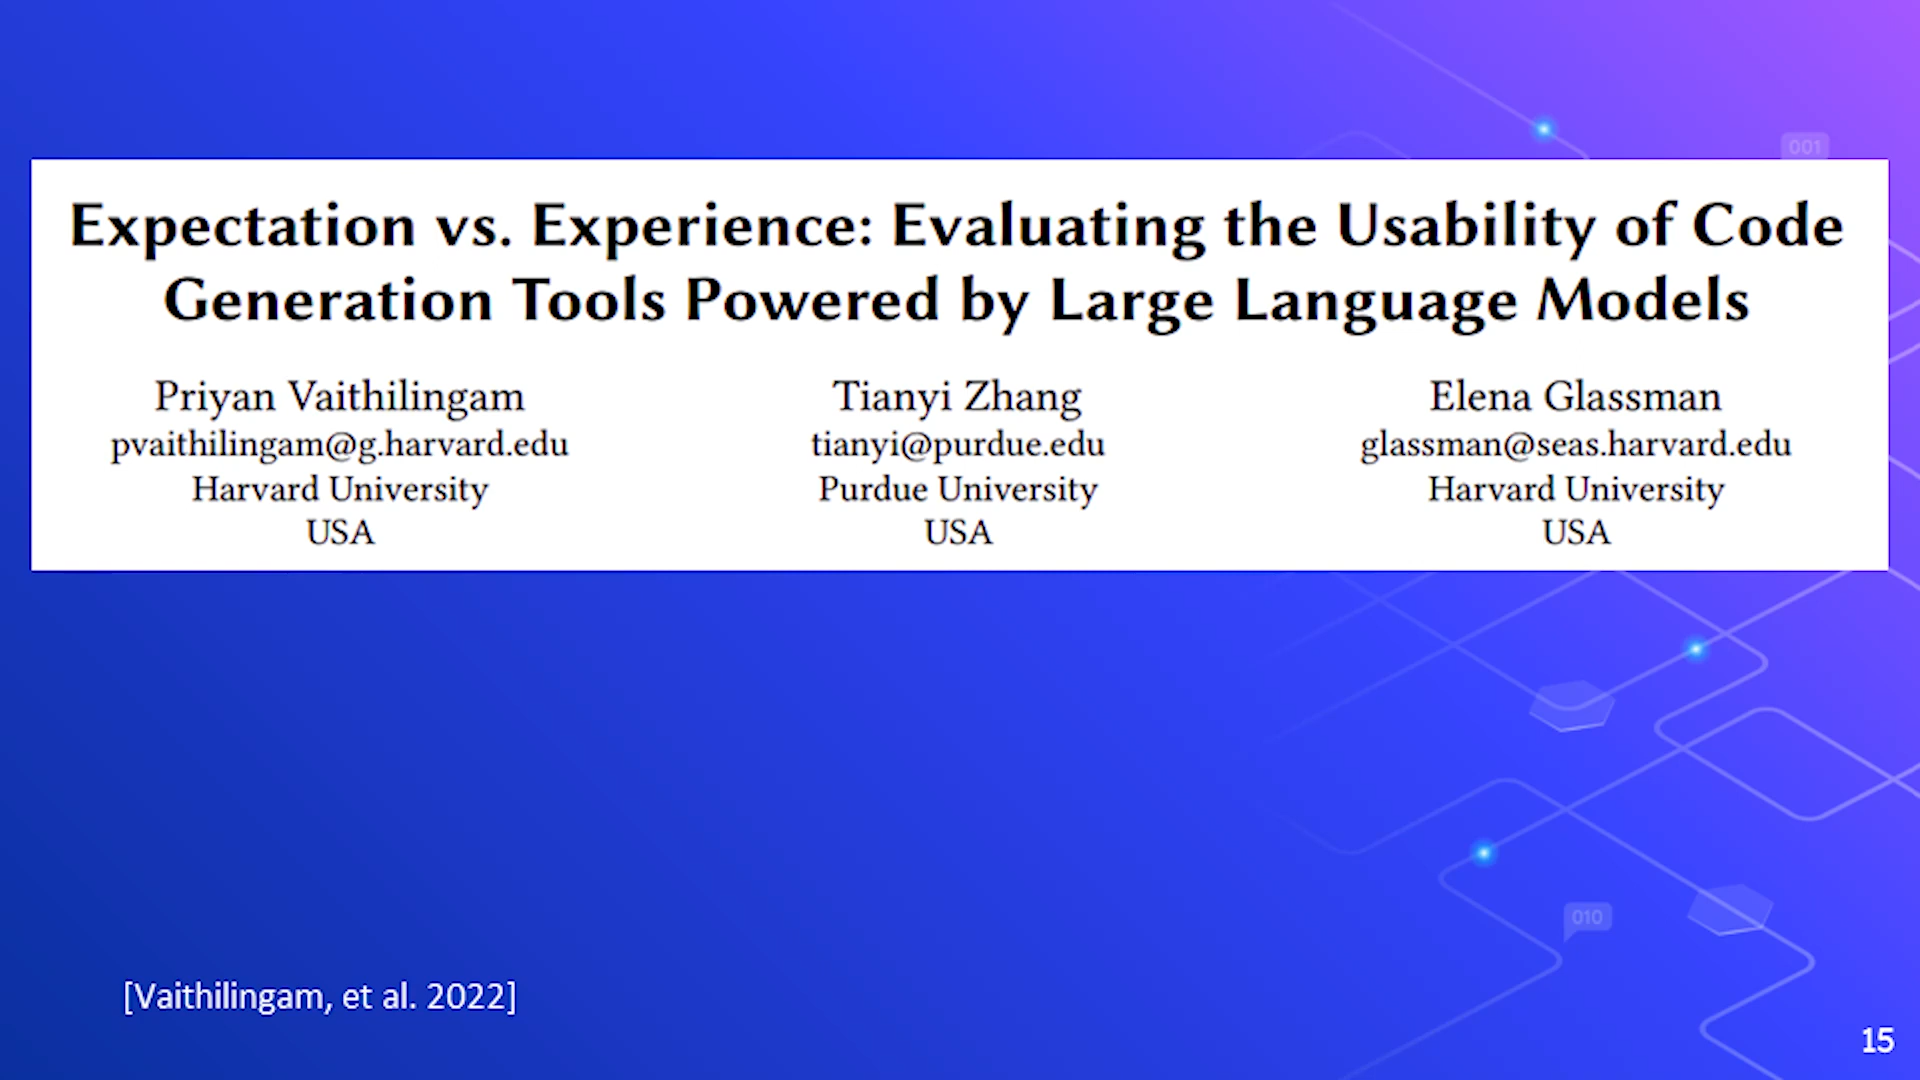 001
Expectation vs. Experience: Evaluating the Usability of Code
Generation Tools Powered by Large Language Models
Priyan Vaithilingam
pvaithilingam@g.harvard.edu
Harvard University
USA
Tianyi Zhang
tianyi@purdue.edu
Purdue University
USA
Elena Glassman
glassman@seas.harvard.edu
Harvard University
USA
010
[Vaithilingam, et al. 2022]
15